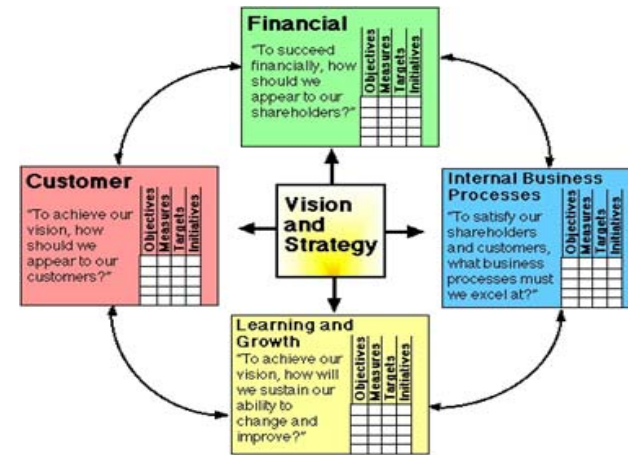 Financial
“To succeed
financially, how
should we
appear to our
shareholders?”
Objectives
Measures
Targets
Initiatives
Customer
“To achieve our
vision, how
should we
appear to our
customers?”
Objectives
Measures
Targets
Initiatives
Vision
and
Strategy
Internal Business
Processes
“To satisfy our
shareholders
and customers,
what business
processes must
we excel at?”
Objectives
Measures
Targets
Initiatives
Learning and
Growth
“To achieve our
vision, how will
we sustain our
ability to
change and
improve?”
Objectives
Measures
Targets
Initiatives